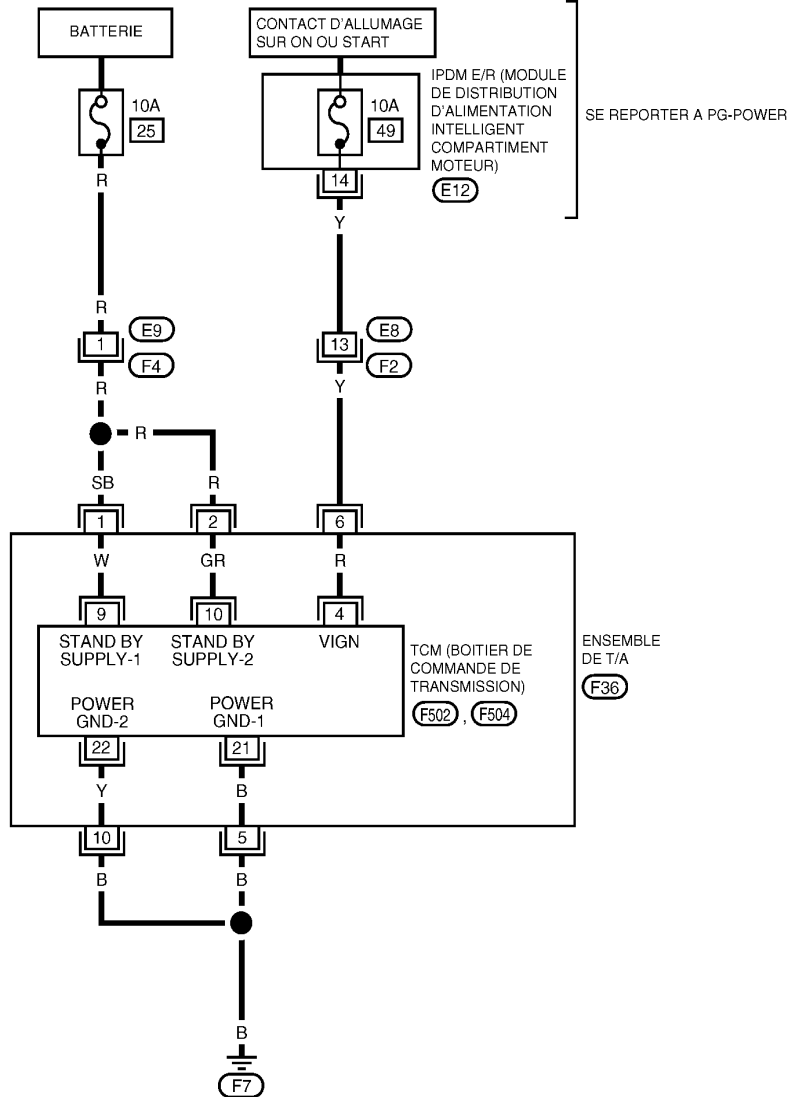 BATTERIE
CONTACT D'ALLUMAGE
SUR ON OU START
10A
25
10A
49
IPDM E/R (MODULE
DE DISTRIBUTION
D'ALIMENTATION
INTELLIGENT
COMPARTIMENT
MOTEUR)
E12
SE REPORTER A PG-POWER
R
14
Y
R
1
E9
F4
13
E8
F2
R
Y
R
SB
R
1
2
6
W
GR
R
9
10
4
STAND BY
SUPPLY-1
STAND BY
SUPPLY-2
VIGN
TCM (BOITIER DE
COMMANDE DE
TRANSMISSION)
F502 , F504
ENSEMBLE
DE T/A
F36
POWER
GND-2
POWER
GND-1
22
21
Y
B
10
5
B
B
B
F7